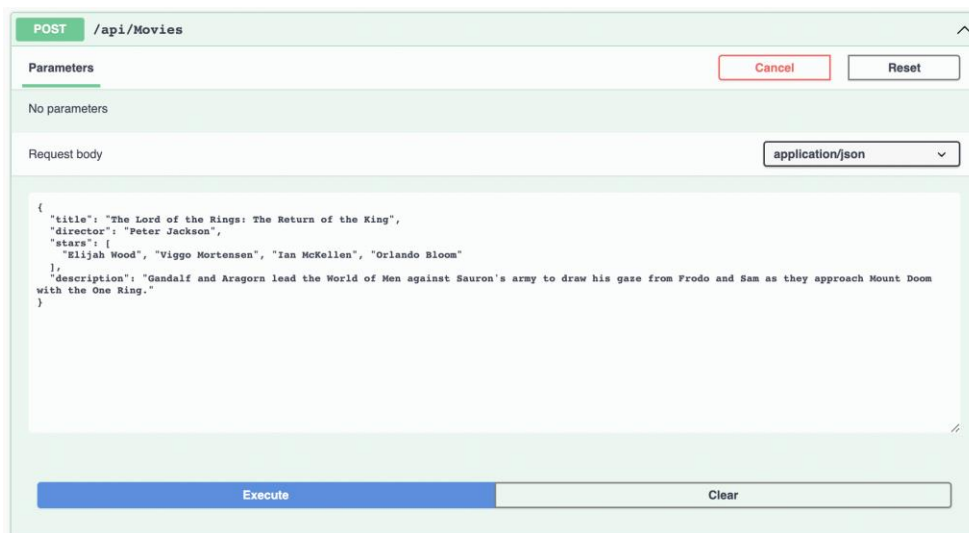 POST /api/Movies
Parameters Cancel Reset
No parameters
Request body application/json
{
"title": "The Lord of the Rings: The Return of the King",
"director": "Peter Jackson",
"stars": [
"Elijah Wood", "Viggo Mortensen", "Ian McKellen", "Orlando Bloom"
],
"description": "Gandalf and Aragorn lead the World of Men against Sauron's army to draw his gaze from Frodo and Sam as they approach Mount Doom
with the One Ring."
}
Execute Clear